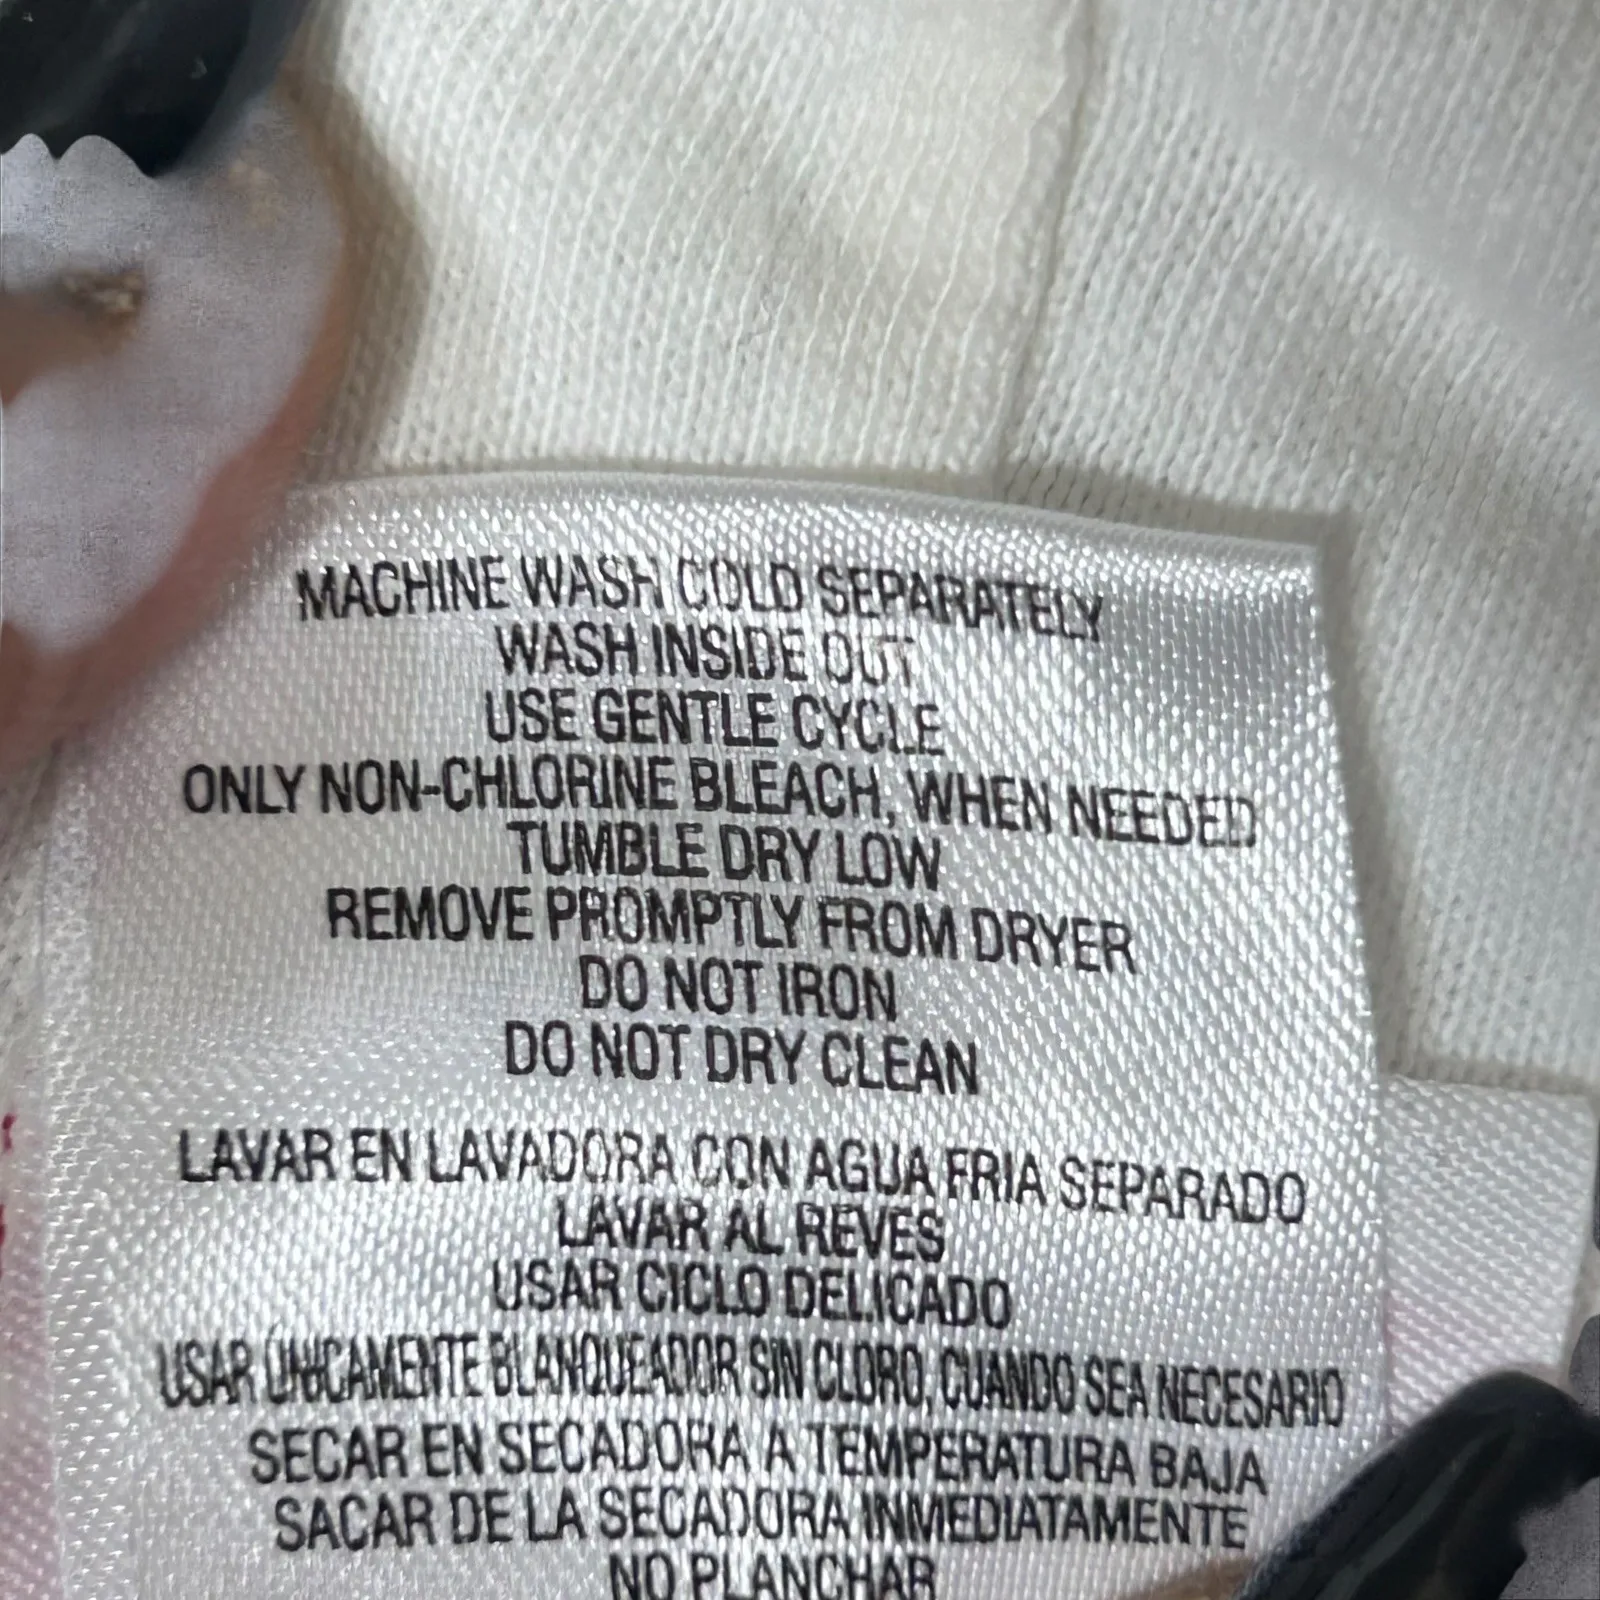 MACHINE WASH COLD SEPARATELY
WASH INSIDE OUT
USE GENTLE CYCLE
ONLY NON-CHLORINE BLEACH, WHEN NEEDED
TUMBLE DRY LOW
REMOVE PROMPTLY FROM DRYER
DO NOT IRON
DO NOT DRY CLEAN
LAVAR EN LAVADORA CON AGUA FRIA SEPARADO
LAVAR AL REVES
USAR CICLO DELICADO
USAR ÚNICAMENTE BLANQUEADOR SIN CLORO, CUANDO SEA NECESARIO
SECAR EN SECADORA A TEMPERATURA BAJA
SACAR DE LA SECADORA INMEDIATAMENTE
NO PLANCHAR